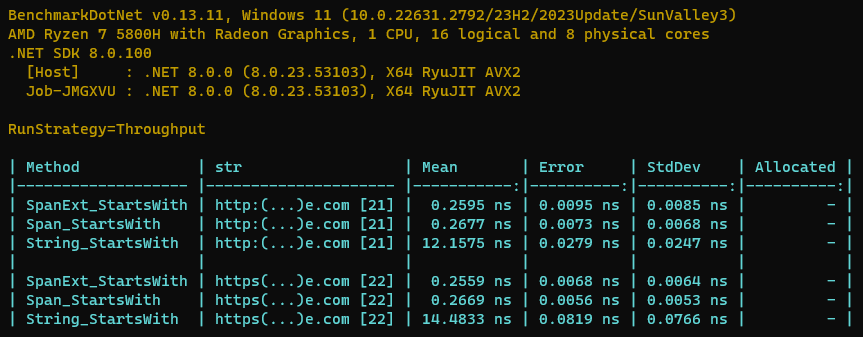 BenchmarkDotNet v0.13.11, Windows 11 (10.0.22631.2792/23H2/2023Update/SunValley3)
AMD Ryzen 7 5800H with Radeon Graphics, 1 CPU, 16 logical and 8 physical cores
.NET SDK 8.0.100
  [Host]     : .NET 8.0.0 (8.0.23.53103), X64 RyuJIT AVX2
  Job-JMGXVU : .NET 8.0.0 (8.0.23.53103), X64 RyuJIT AVX2

RunStrategy=Throughput

| Method             | str                  | Mean       | Error     | StdDev    | Allocated |
|------------------- |--------------------- |-----------:|----------:|----------:|----------:|
| SpanExt_StartsWith | http:(...)e.com [21] |  0.2595 ns | 0.0095 ns | 0.0085 ns |         - |
| Span_StartsWith    | http:(...)e.com [21] |  0.2677 ns | 0.0073 ns | 0.0068 ns |         - |
| String_StartsWith  | http:(...)e.com [21] | 12.1575 ns | 0.0279 ns | 0.0247 ns |         - |
|                    |                      |            |           |           |           |
| SpanExt_StartsWith | https(...)e.com [22] |  0.2559 ns | 0.0068 ns | 0.0064 ns |         - |
| Span_StartsWith    | https(...)e.com [22] |  0.2669 ns | 0.0056 ns | 0.0053 ns |         - |
| String_StartsWith  | https(...)e.com [22] | 14.4833 ns | 0.0819 ns | 0.0766 ns |         - |